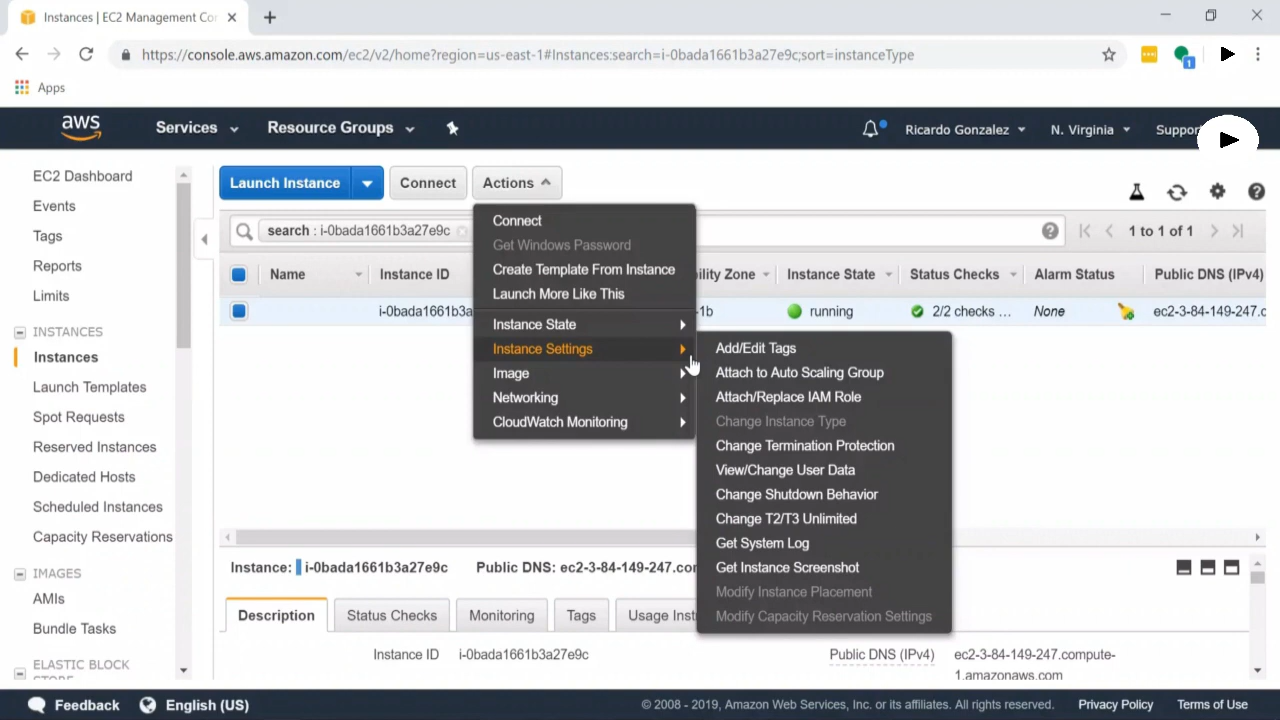 Instances | EC2 Management Cor
https://console.aws.amazon.com/ec2/v2/home?region=us-east-1#Instances:search=i-0bada1661b3a27e9c;sort=instanceType
1
Apps
aws
Services
Resource Groups
Ricardo Gonzalez
N. Virginia
Suppor
EC2 Dashboard
Events
Tags
Reports
Limits
INSTANCES
Instances
Launch Templates
Spot Requests
Reserved Instances
Dedicated Hosts
Scheduled Instances
Capacity Reservations
IMAGES
AMIs
Bundle Tasks
ELASTIC BLOCK
STORE
Launch Instance
Connect
Actions
search : i-0bada1661b3a27e9c
1 to 1 of 1
Name
Instance ID
bility Zone
Instance State
Status Checks
Alarm Status
Public DNS (IPv4)
i-0bada1661b3a
-1b
running
2/2 checks ...
None
ec2-3-84-149-247.c
Connect
Get Windows Password
Create Template From Instance
Launch More Like This
Instance State
Instance Settings
Image
Networking
CloudWatch Monitoring
Add/Edit Tags
Attach to Auto Scaling Group
Attach/Replace IAM Role
Change Instance Type
Change Termination Protection
View/Change User Data
Change Shutdown Behavior
Change T2/T3 Unlimited
Get System Log
Get Instance Screenshot
Modify Instance Placement
Modify Capacity Reservation Settings
Instance: i-0bada1661b3a27e9c
Public DNS: ec2-3-84-149-247.cor
Description
Status Checks
Monitoring
Tags
Usage Inst
Instance ID
i-0bada1661b3a27e9c
Public DNS (IPv4)
ec2-3-84-149-247.compute-
1.amazonaws.com
Feedback
English (US)
© 2008 - 2019, Amazon Web Services, Inc. or its affiliates. All rights reserved.
Privacy Policy
Terms of Use